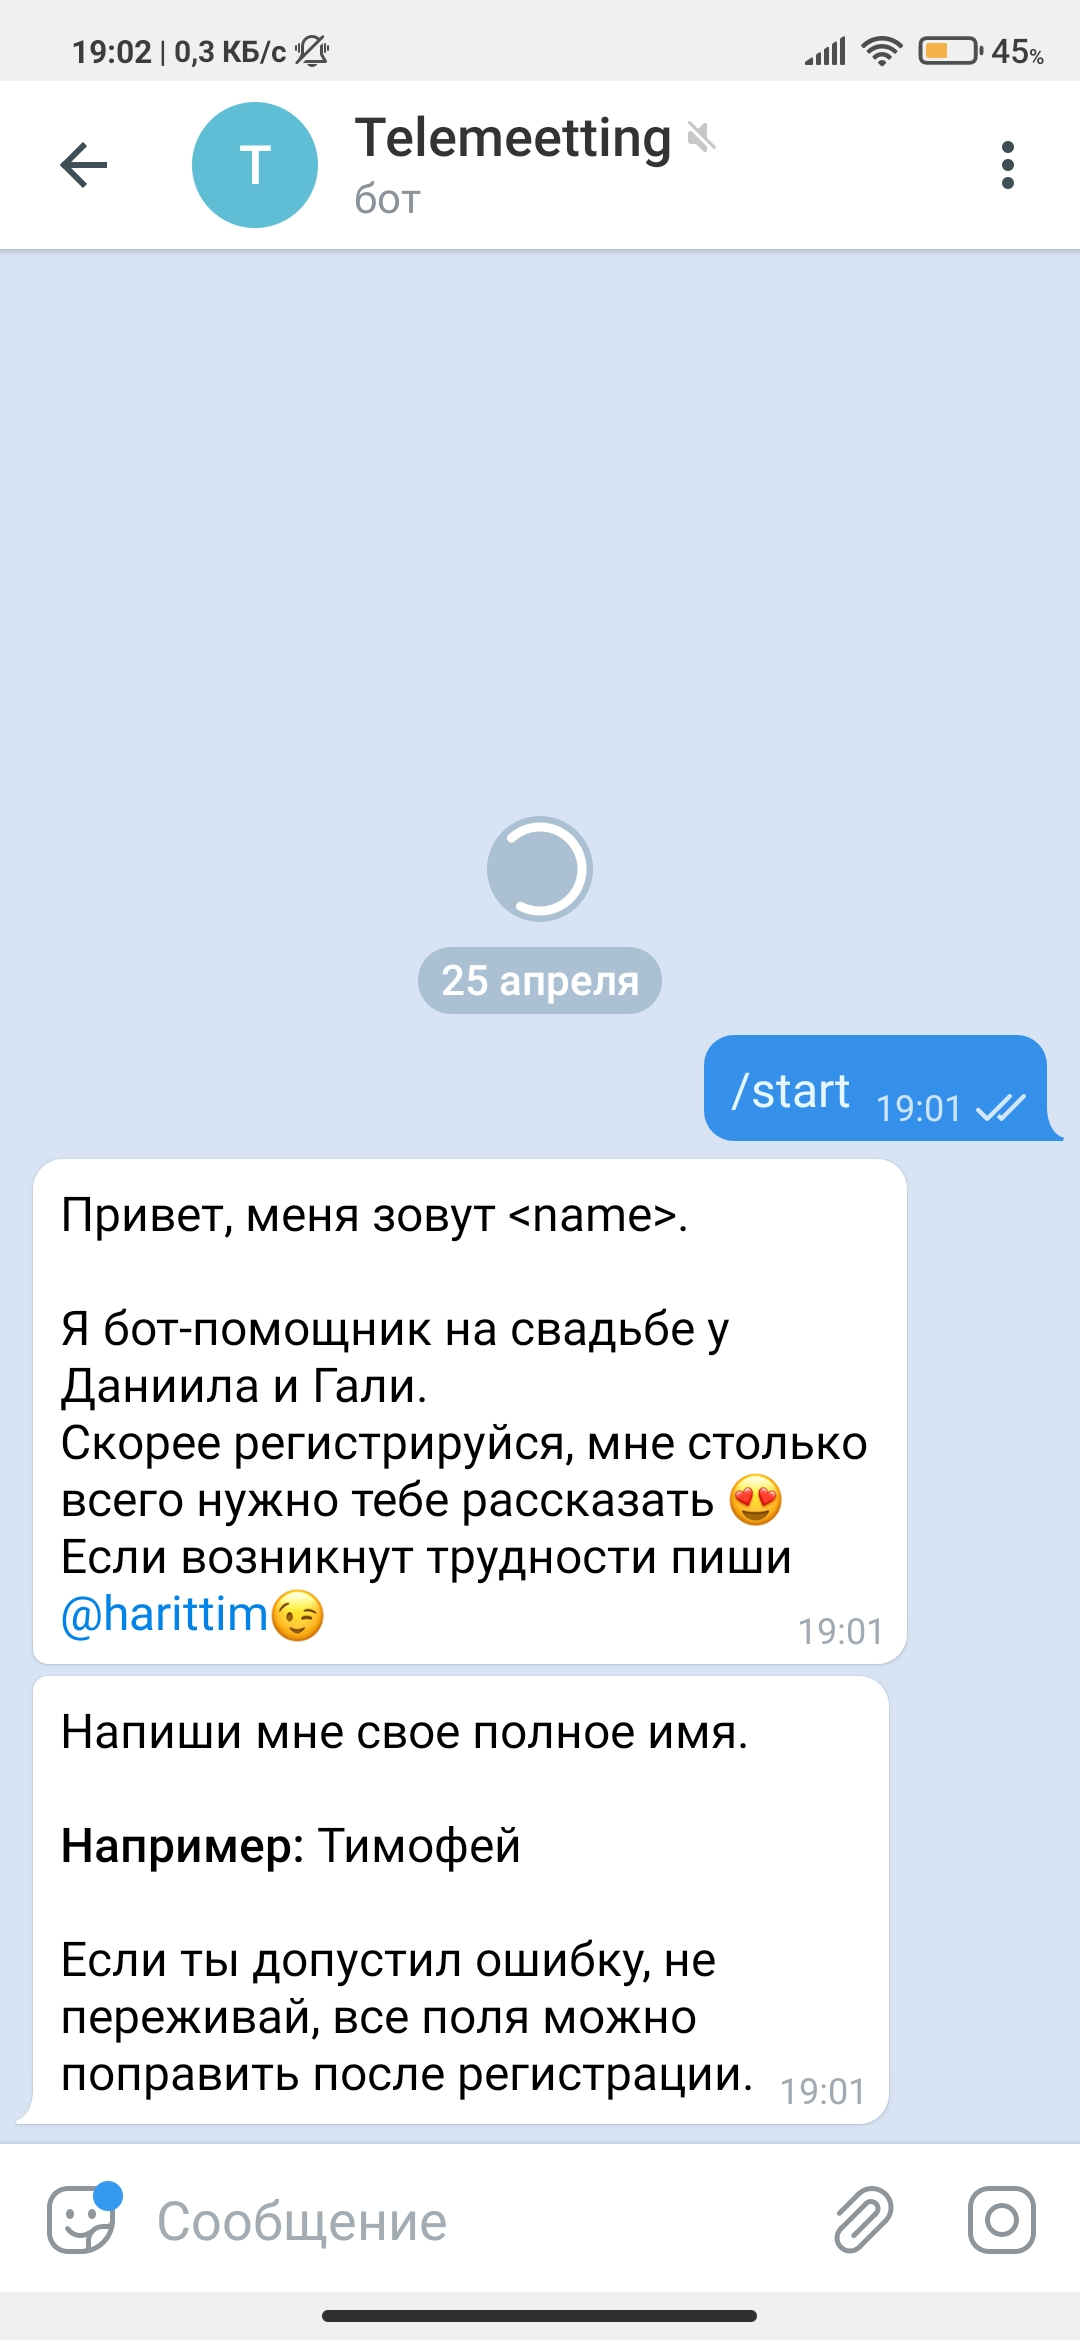 19:02 | 0,3 КБ/с
45%
T
Telemeetting
бот
25 апреля
/start 19:01
Привет, меня зовут <name>.
Я бот-помощник на свадьбе у
Даниила и Гали.
Скорее регистрируйся, мне столько
всего нужно тебе рассказать 😍
Если возникнут трудности пиши
@harittim😉
19:01
Напиши мне свое полное имя.
Например: Тимофей
Если ты допустил ошибку, не
переживай, все поля можно
поправить после регистрации. 19:01
Сообщение